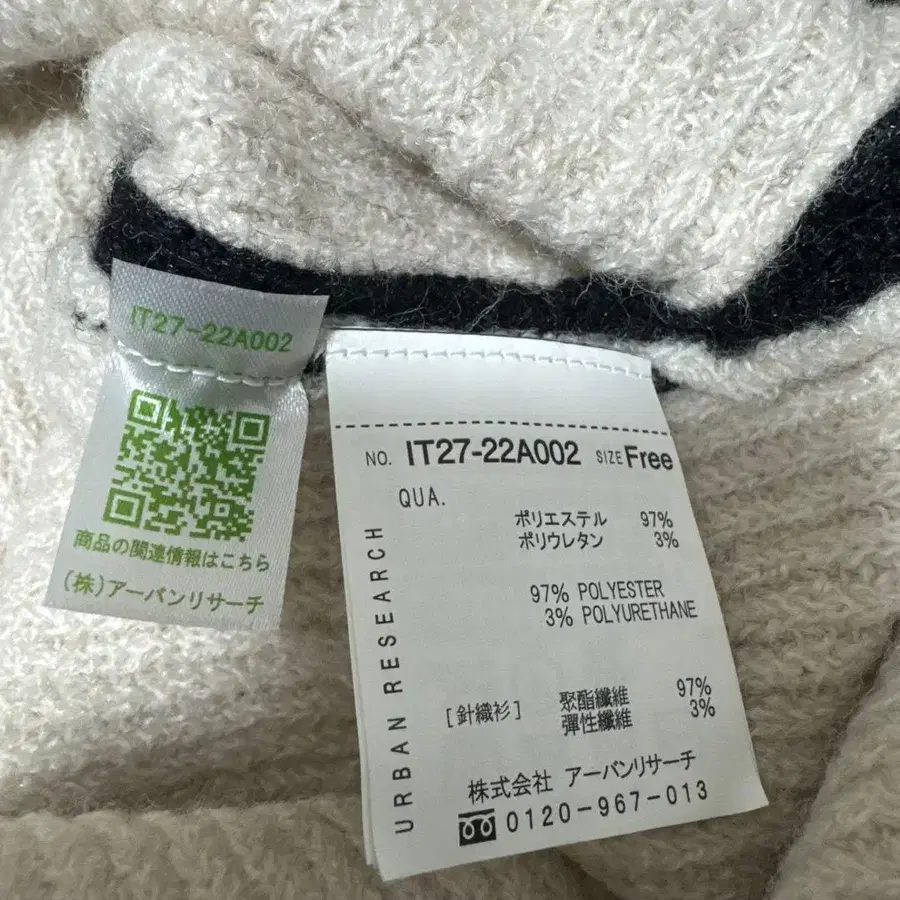 IT27-22A002
商品の関連情報はこちら
(株)アーバンリサーチ
NO. IT27-22A002 SIZE Free
QUA.
ポリエステル 97%
ポリウレタン 3%
97% POLYESTER
3% POLYURETHANE
[針織衫] 聚酯纖維 97%
彈性纖維 3%
URBAN RESEARCH
株式会社 アーバンリサーチ
0120-967-013